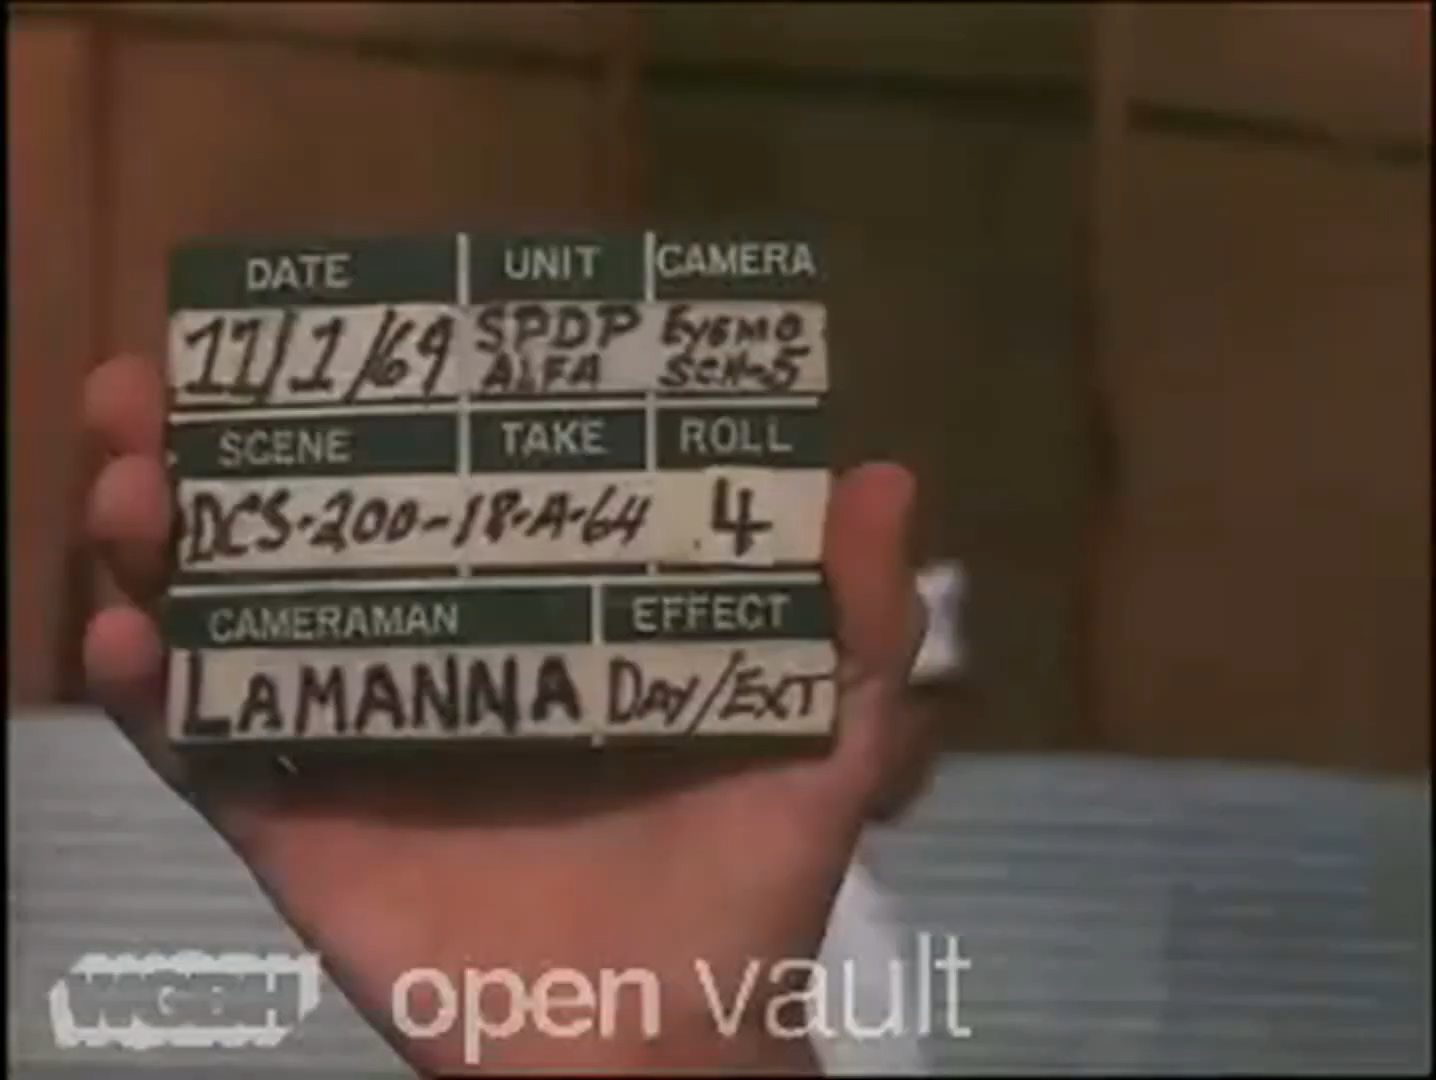 DATE UNIT CAMERA
11/1/69 SPDP ALFA EYEMO SCN-5
SCENE TAKE ROLL
DCS-200-18-A-64 4
CAMERAMAN EFFECT
LAMANNA DAY/EXT
WGBH open vault